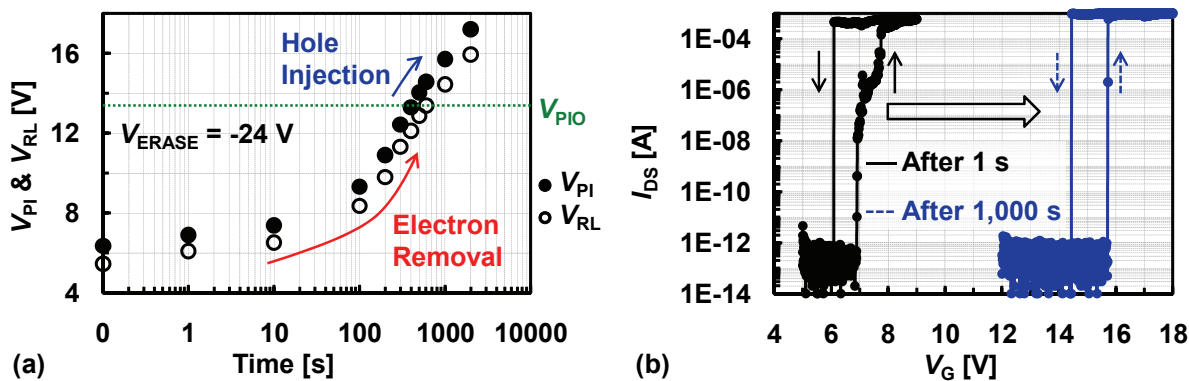 V_PI & V_RL [V]
16
12
8
4
Hole
Injection
V_PIO
V_ERASE = -24 V
V_PI
V_RL
Electron
Removal
0 1 10 100 1000 10000
Time [s]
(a)
I_DS [A]
1E-04
1E-06
1E-08
1E-10
1E-12
1E-14
After 1 s
After 1,000 s
4 6 8 10 12 14 16 18
V_G [V]
(b)